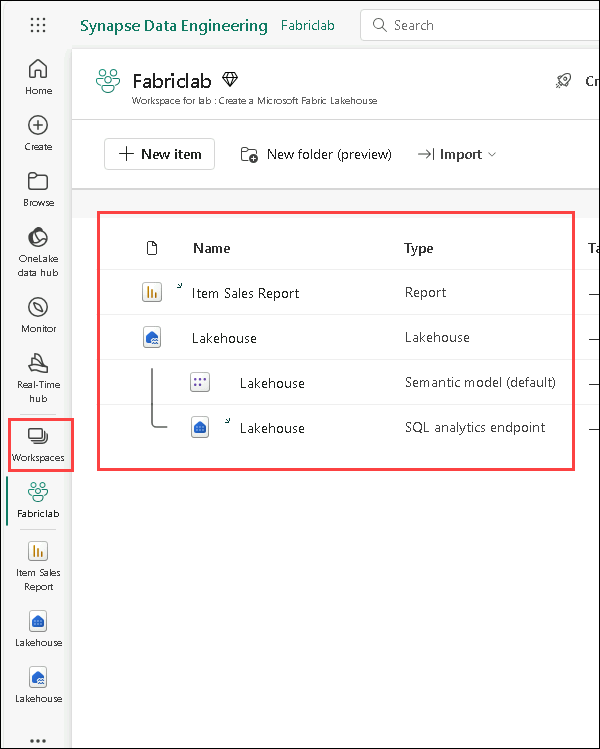 Synapse Data Engineering Fabriclab Search
Home
Create
Browse
OneLake
data hub
Monitor
Real-Time
hub
Workspaces
Fabriclab
Item Sales
Report
Lakehouse
Lakehouse
Fabriclab
Workspace for lab : Create a Microsoft Fabric Lakehouse
Cr
New item New folder (preview) Import
Name Type Ta
Item Sales Report Report —
Lakehouse Lakehouse —
Lakehouse Semantic model (default) —
Lakehouse SQL analytics endpoint —